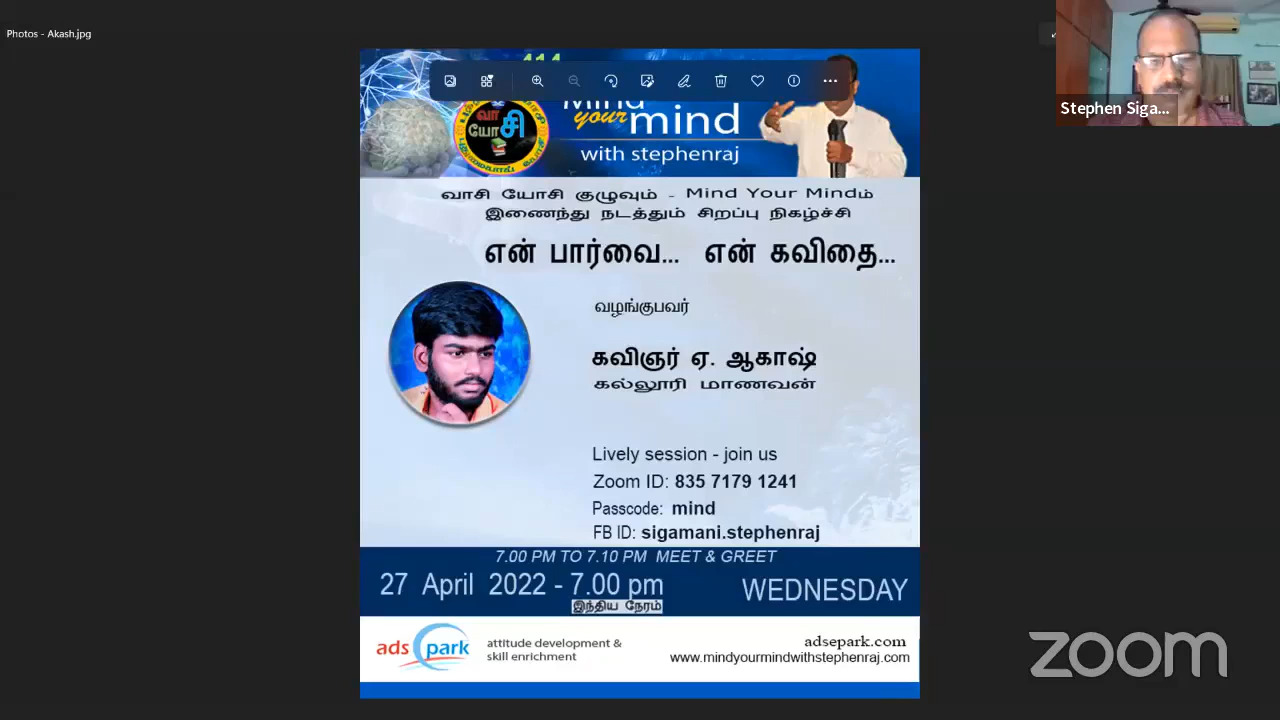 Photos - Akash.jpg
Stephen Siga...
414
வாசி
யோசி
Mind
your mind
with stephenraj
வாசி யோசி குழுவும் - Mind Your Mindம்
இணைந்து நடத்தும் சிறப்பு நிகழ்ச்சி
என் பார்வை... என் கவிதை...
வழங்குபவர்
கவிஞர் ஏ. ஆகாஷ்
கல்லூரி மாணவன்
Lively session - join us
Zoom ID: 835 7179 1241
Passcode: mind
FB ID: sigamani.stephenraj
7.00 PM TO 7.10 PM MEET & GREET
27 April 2022 - 7.00 pm
இந்திய நேரம்
WEDNESDAY
ads park
attitude development &
skill enrichment
adsepark.com
www.mindyourmindwithstephenraj.com
zoom